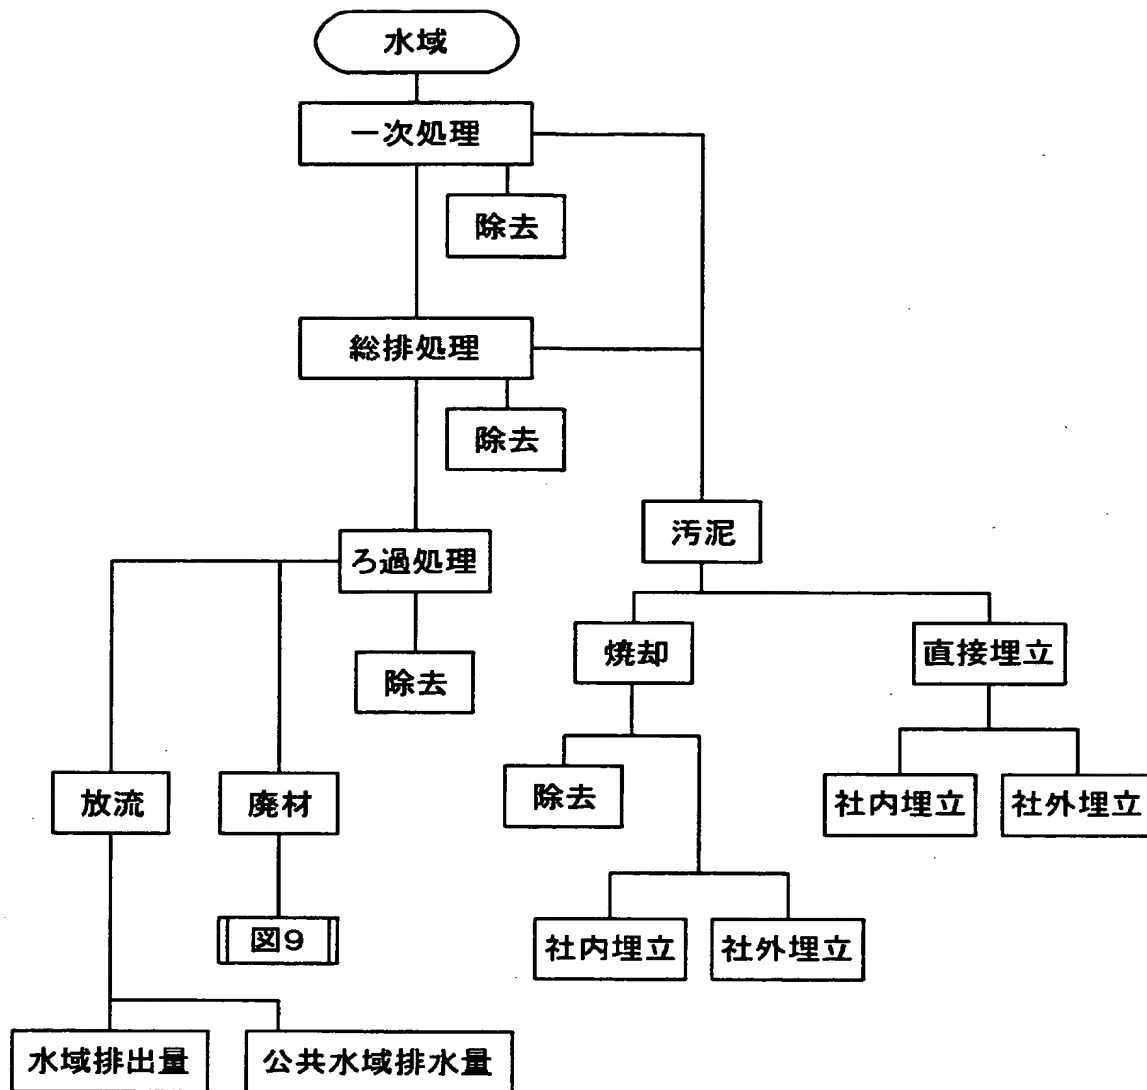 水域
一次処理
除去
総排処理
除去
汚泥
ろ過処理
焼却
直接埋立
除去
放流
廃材
除去
社内埋立
社外埋立
図9
社内埋立
社外埋立
水域排出量
公共水域排水量